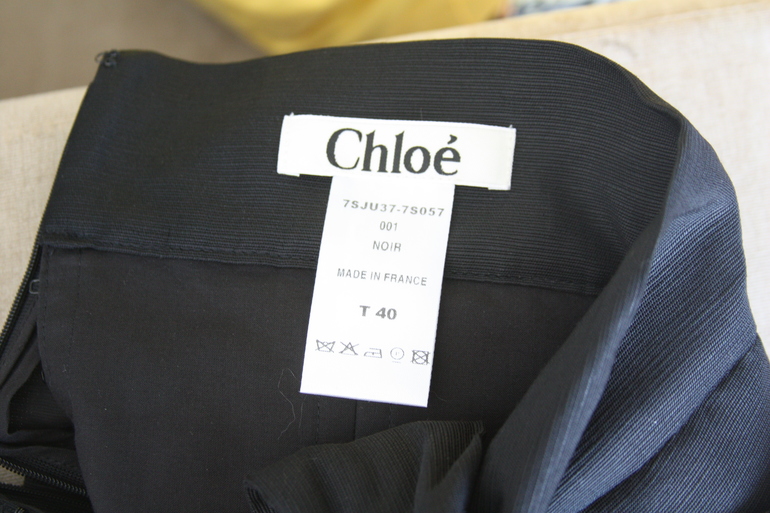 Chloé
7SJU37-7S057
001
NOIR
MADE IN FRANCE
T 40